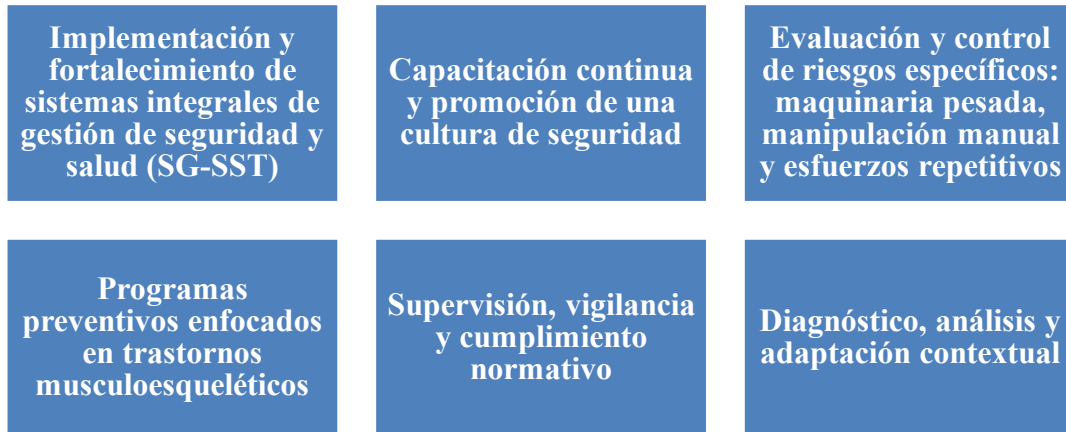 Implementación y
fortalecimiento de
sistemas integrales de
gestión de seguridad y
salud (SG-SST)
Capacitación continua
y promoción de una
cultura de seguridad
Evaluación y control
de riesgos específicos:
maquinaria pesada,
manipulación manual
y esfuerzos repetitivos
Programas
preventivos enfocados
en trastornos
musculoesqueléticos
Supervisión, vigilancia
y cumplimiento
normativo
Diagnóstico, análisis y
adaptación contextual